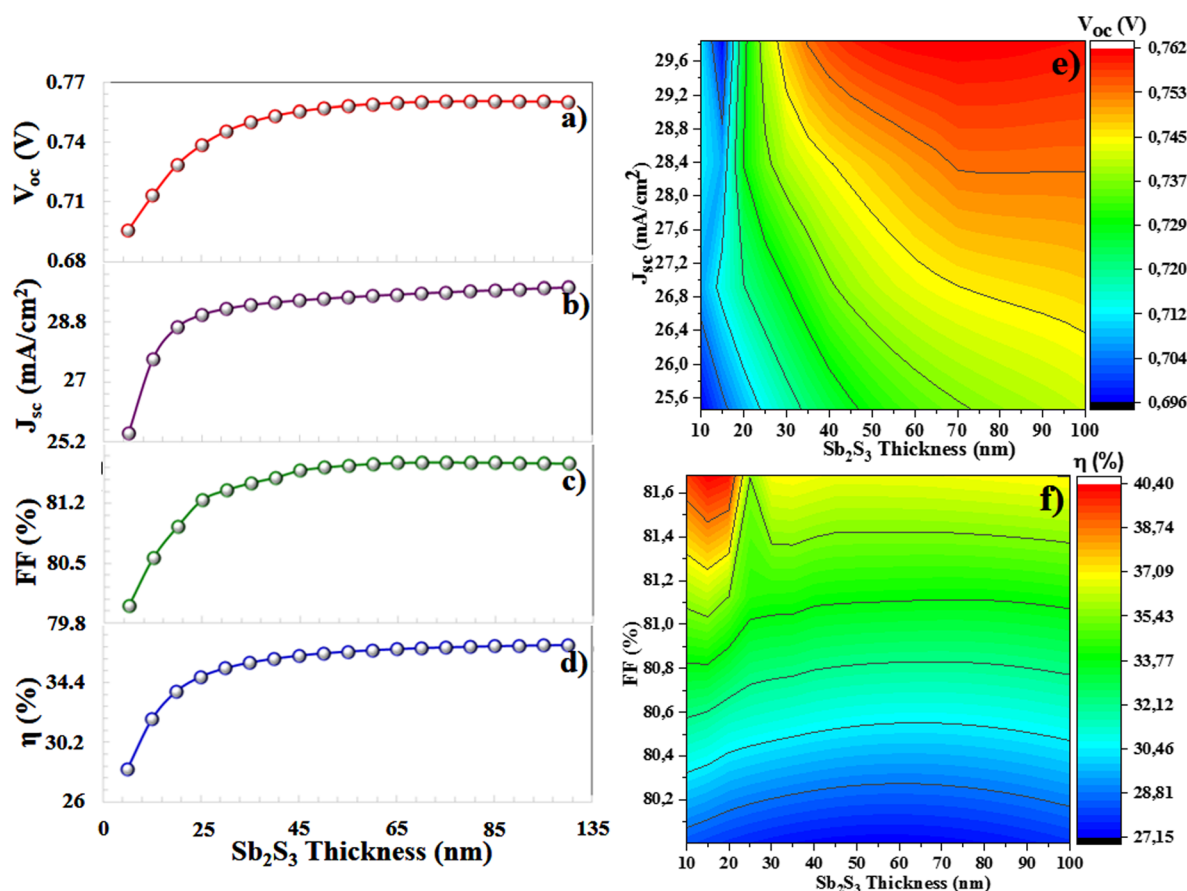 0.77
0.74
0.71
0.68
Voc (V)
a)
28.8
27
25.2
Jsc (mA/cm2)
b)
81.2
80.5
79.8
FF (%)
c)
34.4
30.2
26
η (%)
d)
0 25 45 65 85 135
Sb2S3 Thickness (nm)
Voc (V)
e)
29,6
29,2
28,8
28,4
28,0
27,6
27,2
26,8
26,4
26,0
25,6
Jsc (mA/cm2)
10 20 30 40 50 60 70 80 90 100
Sb2S3 Thickness (nm)
0,762
0,753
0,745
0,737
0,729
0,720
0,712
0,704
0,696
η (%)
f)
81,6
81,4
81,2
81,0
80,8
80,6
80,4
80,2
FF (%)
10 20 30 40 50 60 70 80 90 100
Sb2S3 Thickness (nm)
40,40
38,74
37,09
35,43
33,77
32,12
30,46
28,81
27,15